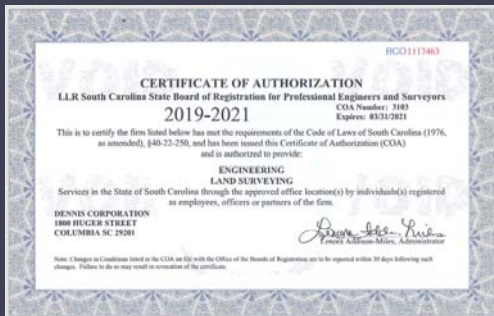 BCO1113463
CERTIFICATE OF AUTHORIZATION
LLR South Carolina State Board of Registration for Professional Engineers and Surveyors
2019-2021
COA Number: 3103
Expires: 03/31/2021
This is to certify the firm listed below has met the requirements of the Code of Laws of South Carolina (1976,
as amended), §40-22-250, and has been issued this Certificate of Authorization (COA)
and is authorized to provide:
ENGINEERING
LAND SURVEYING
Services in the State of South Carolina through the approved office location(s) by individuals(s) registered
as employees, officers or partners of the firm.
DENNIS CORPORATION
1800 HUGER STREET
COLUMBIA SC 29201
Lenora Addison-Miles, Administrator
Note: Changes in Conditions listed in the COA on file with the Office of the Boards of Registration are to be reported within 30 days following such
changes. Failure to do so may result in revocation of the certificate.